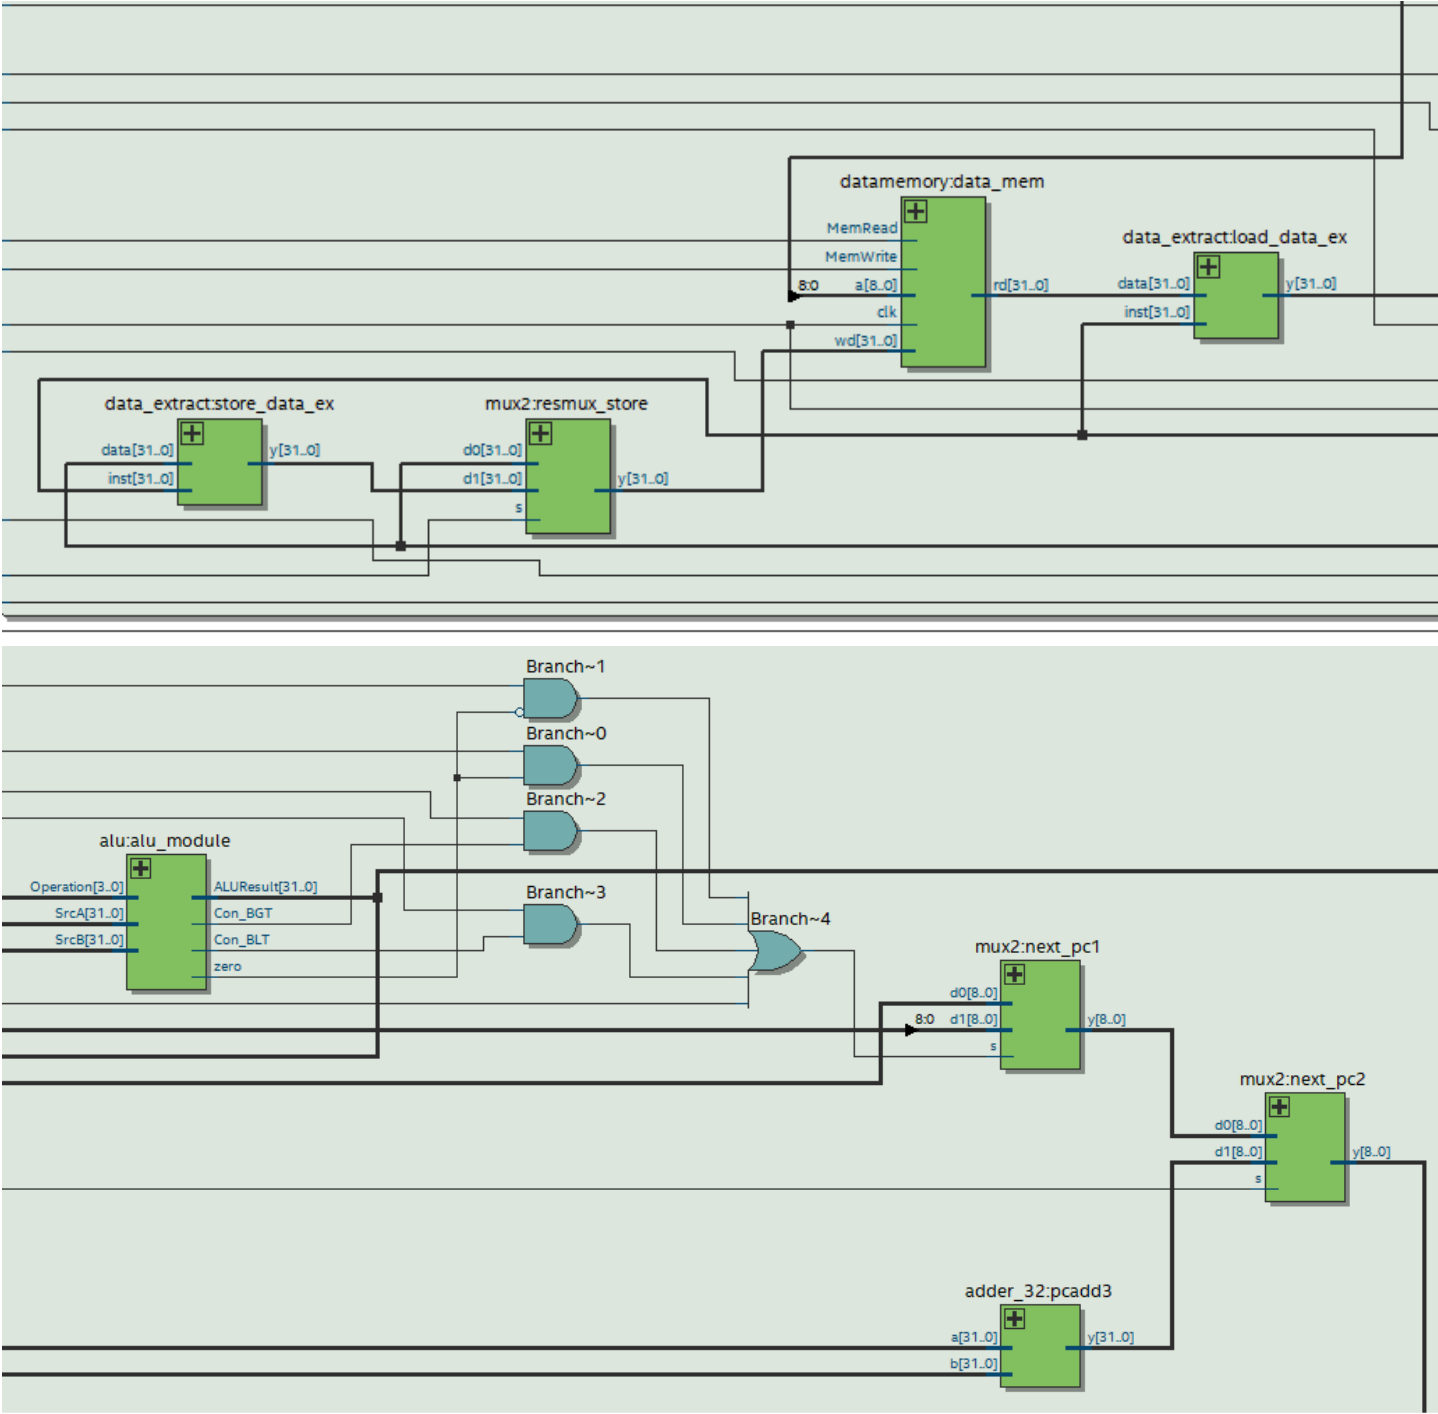 datamemory:data_mem
MemRead
MemWrite
8:0
a[8..0]
clk
wd[31..0]
rd[31..0]
data_extract:load_data_ex
data[31..0]
inst[31..0]
y[31..0]
data_extract:store_data_ex
data[31..0]
inst[31..0]
y[31..0]
mux2:resmux_store
d0[31..0]
d1[31..0]
s
y[31..0]
Branch~1
Branch~0
Branch~2
alu:alu_module
Operation[3..0]
SrcA[31..0]
SrcB[31..0]
ALUResult[31..0]
Con_BGT
Con_BLT
zero
Branch~3
Branch~4
mux2:next_pc1
d0[8..0]
8:0
d1[8..0]
s
y[8..0]
mux2:next_pc2
d0[8..0]
d1[8..0]
s
y[8..0]
adder_32:pcadd3
a[31..0]
b[31..0]
y[31..0]